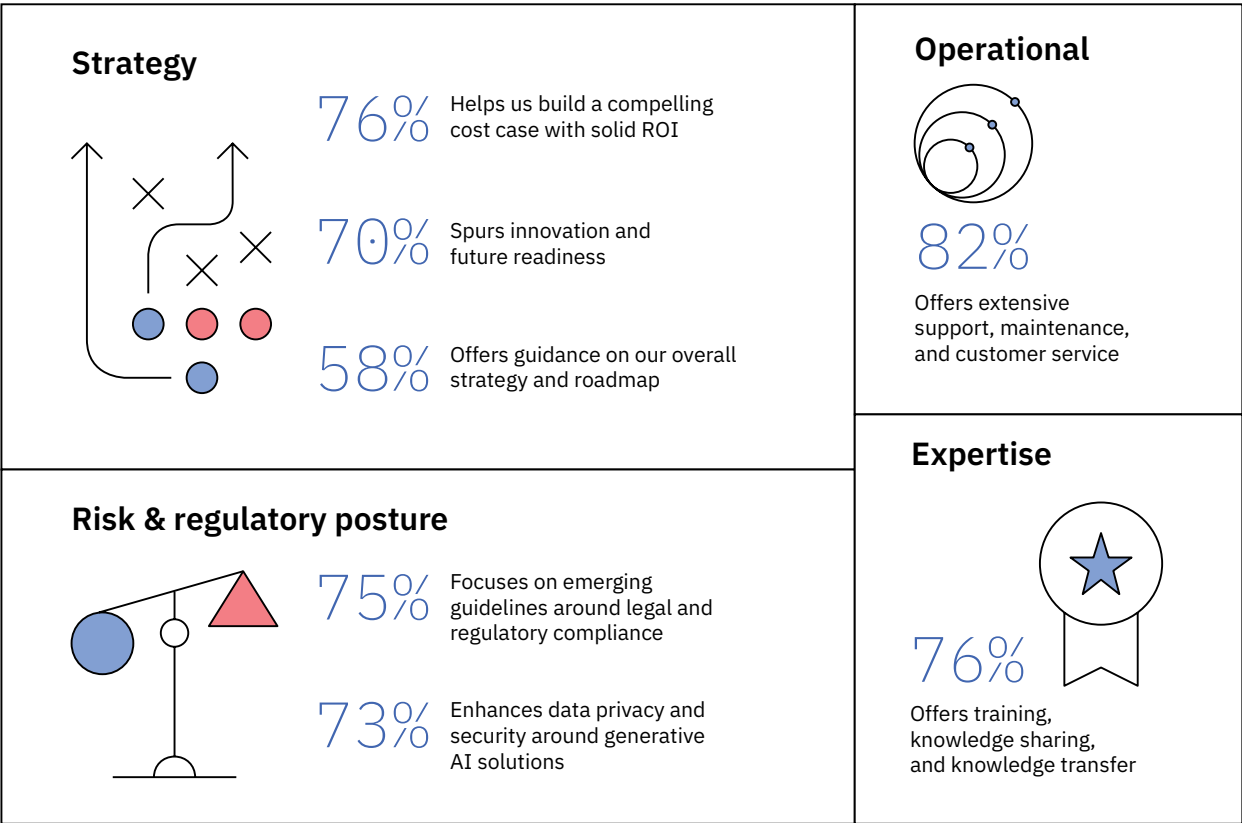 Strategy
76%
Helps us build a compelling
cost case with solid ROI
70%
Spurs innovation and
future readiness
58%
Offers guidance on our overall
strategy and roadmap
Operational
82%
Offers extensive
support, maintenance,
and customer service
Risk & regulatory posture
75%
Focuses on emerging
guidelines around legal and
regulatory compliance
73%
Enhances data privacy and
security around generative
AI solutions
Expertise
76%
Offers training,
knowledge sharing,
and knowledge transfer